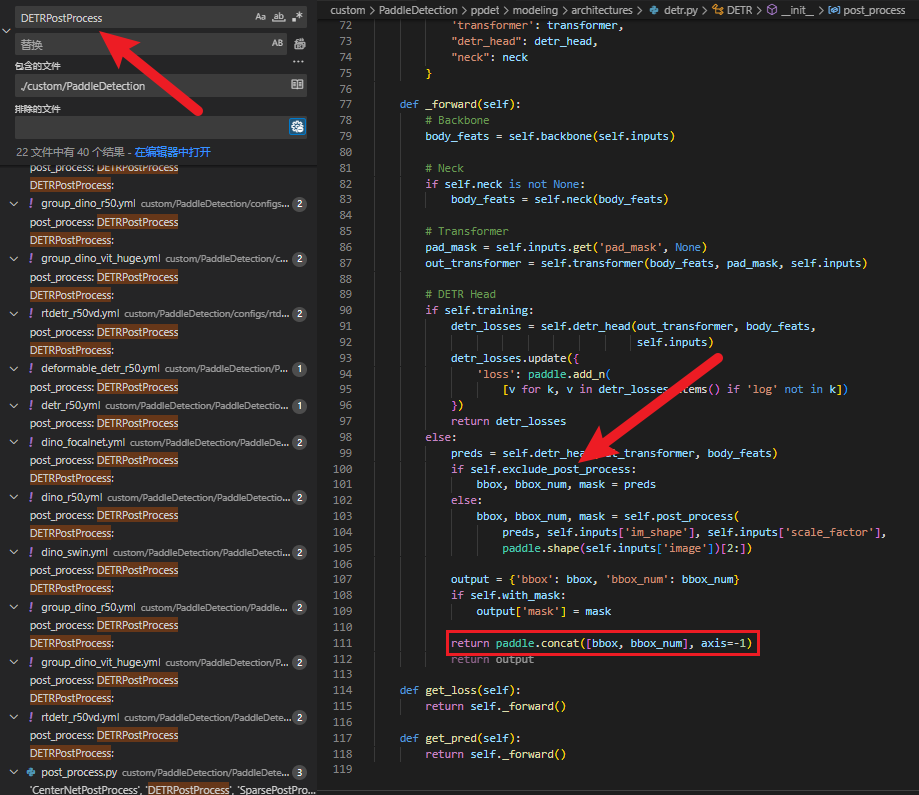 DETRPostProcess
Aa ab .*
替换
AB
包含的文件
./custom/PaddleDetection
排除的文件
22 文件中有 40 个结果 - 在编辑器中打开
post_process: DETRPostProcess
DETRPostProcess:
group_dino_r50.yml custom/PaddleDetection/configs... 2
post_process: DETRPostProcess
DETRPostProcess:
group_dino_vit_huge.yml custom/PaddleDetection/c... 2
post_process: DETRPostProcess
DETRPostProcess:
rtdetr_r50vd.yml custom/PaddleDetection/configs/rtd... 2
post_process: DETRPostProcess
DETRPostProcess:
deformable_detr_r50.yml custom/PaddleDetection/P... 1
post_process: DETRPostProcess
detr_r50.yml custom/PaddleDetection/PaddleDetectio... 1
post_process: DETRPostProcess
dino_focalnet.yml custom/PaddleDetection/PaddleDe... 2
post_process: DETRPostProcess
DETRPostProcess:
dino_r50.yml custom/PaddleDetection/PaddleDetectio... 2
post_process: DETRPostProcess
DETRPostProcess:
dino_swin.yml custom/PaddleDetection/PaddleDetecti... 2
post_process: DETRPostProcess
DETRPostProcess:
group_dino_r50.yml custom/PaddleDetection/Paddle... 2
post_process: DETRPostProcess
DETRPostProcess:
group_dino_vit_huge.yml custom/PaddleDetection/P... 2
post_process: DETRPostProcess
DETRPostProcess:
rtdetr_r50vd.yml custom/PaddleDetection/PaddleDete... 2
post_process: DETRPostProcess
DETRPostProcess:
post_process.py custom/PaddleDetection/PaddleDete... 3
'CenterNetPostProcess', 'DETRPostProcess', 'SparsePostPro...
custom > PaddleDetection > ppdet > modeling > architectures > detr.py > DETR > __init__ > post_process
72 'transformer': transformer,
73 "detr_head": detr_head,
74 "neck": neck
75 }
76
77 def _forward(self):
78 # Backbone
79 body_feats = self.backbone(self.inputs)
80
81 # Neck
82 if self.neck is not None:
83 body_feats = self.neck(body_feats)
84
85 # Transformer
86 pad_mask = self.inputs.get('pad_mask', None)
87 out_transformer = self.transformer(body_feats, pad_mask, self.inputs)
88
89 # DETR Head
90 if self.training:
91 detr_losses = self.detr_head(out_transformer, body_feats,
92 self.inputs)
93 detr_losses.update({
94 'loss': paddle.add_n(
95 [v for k, v in detr_losses.items() if 'log' not in k])
96 })
97 return detr_losses
98 else:
99 preds = self.detr_head(out_transformer, body_feats)
100 if self.exclude_post_process:
101 bbox, bbox_num, mask = preds
102 else:
103 bbox, bbox_num, mask = self.post_process(
104 preds, self.inputs['im_shape'], self.inputs['scale_factor'],
105 paddle.shape(self.inputs['image'])[2:])
106
107 output = {'bbox': bbox, 'bbox_num': bbox_num}
108 if self.with_mask:
109 output['mask'] = mask
110
111 return paddle.concat([bbox, bbox_num], axis=-1)
112 return output
113
114 def get_loss(self):
115 return self._forward()
116
117 def get_pred(self):
118 return self._forward()
119